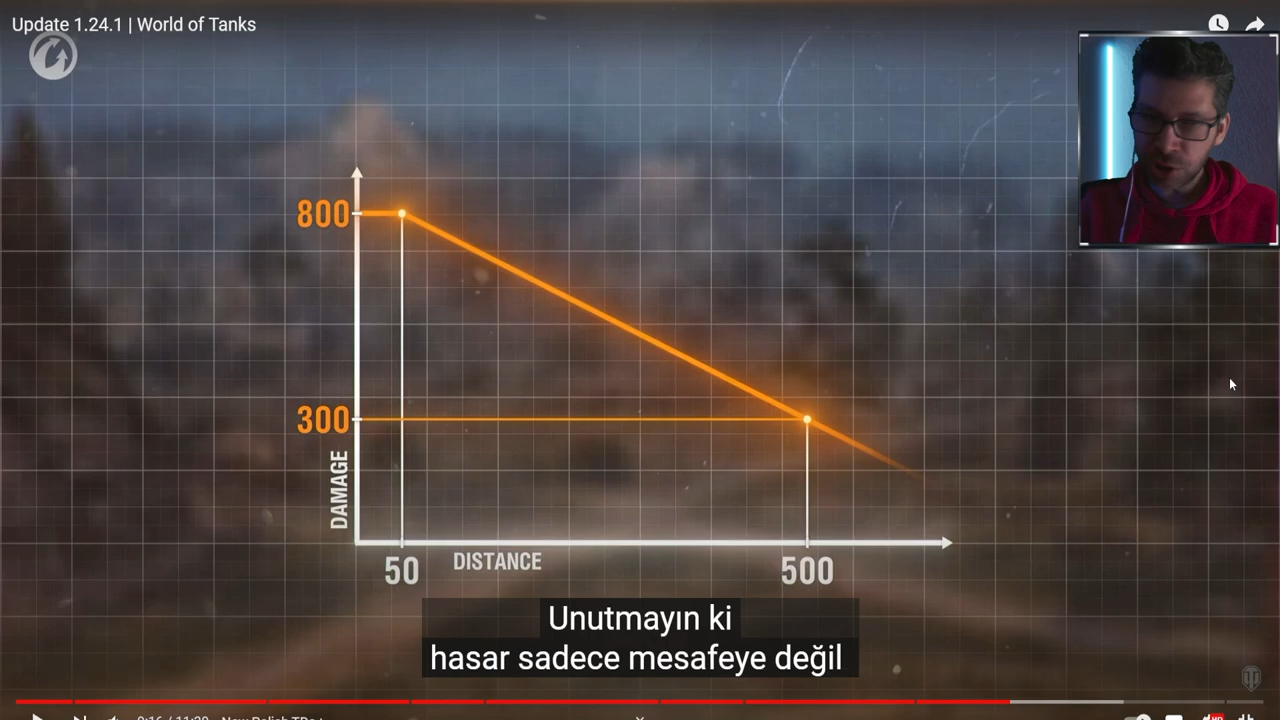 Update 1.24.1 | World of Tanks
800
300
DAMAGE
50
DISTANCE
500
Unutmayın ki
hasar sadece mesafeye değil